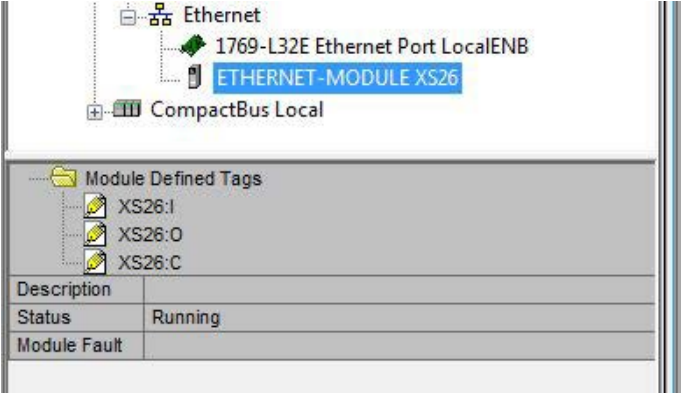 Ethernet
1769-L32E Ethernet Port LocalENB
ETHERNET-MODULE XS26
CompactBus Local
Module Defined Tags
XS26:I
XS26:O
XS26:C
Description
Status Running
Module Fault